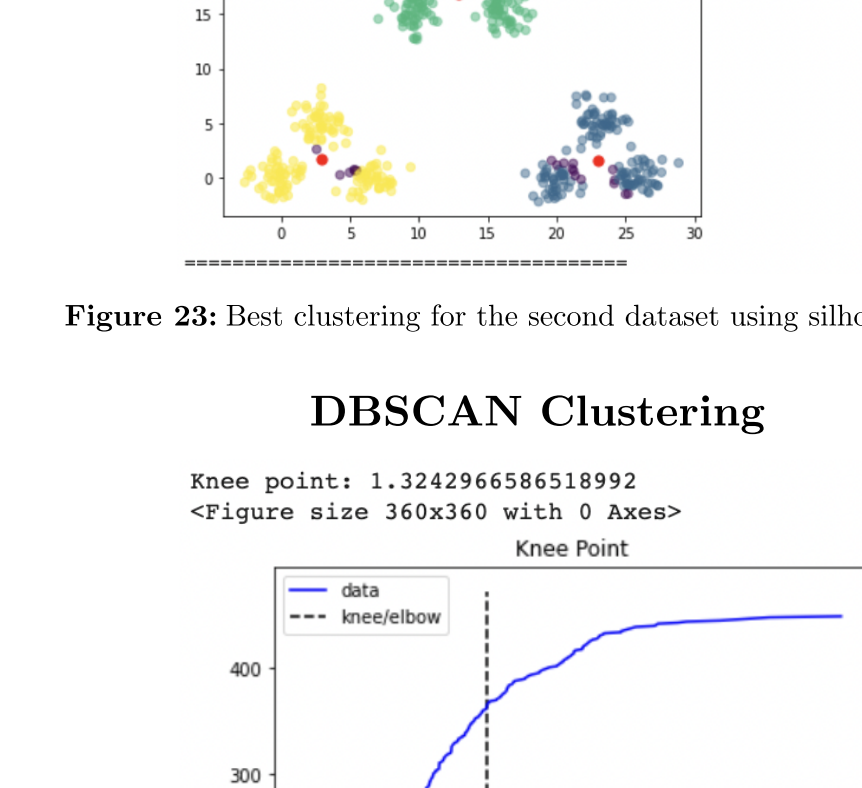 15
10
5
0
0 5 10 15 20 25 30
=====================================
Figure 23: Best clustering for the second dataset using
DBSCAN Clustering
Knee point: 1.3242966586518992
<Figure size 360x360 with 0 Axes>
Knee Point
data
knee/elbow
400
300